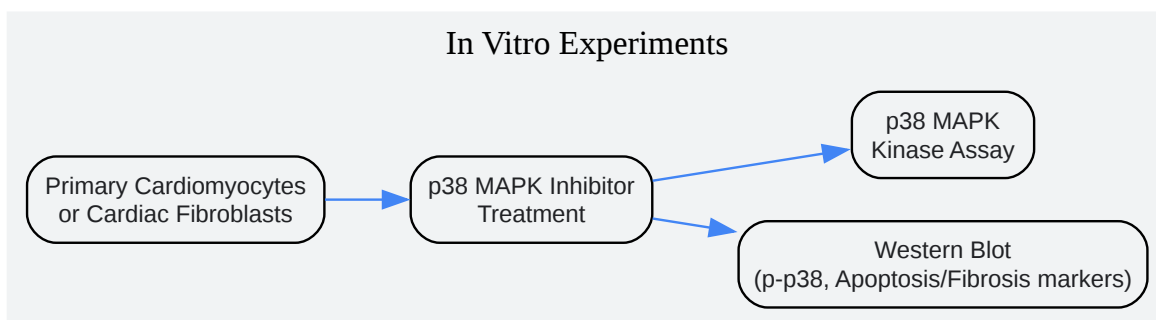 In Vitro Experiments
Primary Cardiomyocytes
or Cardiac Fibroblasts
p38 MAPK Inhibitor
Treatment
p38 MAPK
Kinase Assay
Western Blot
(p-p38, Apoptosis/Fibrosis markers)